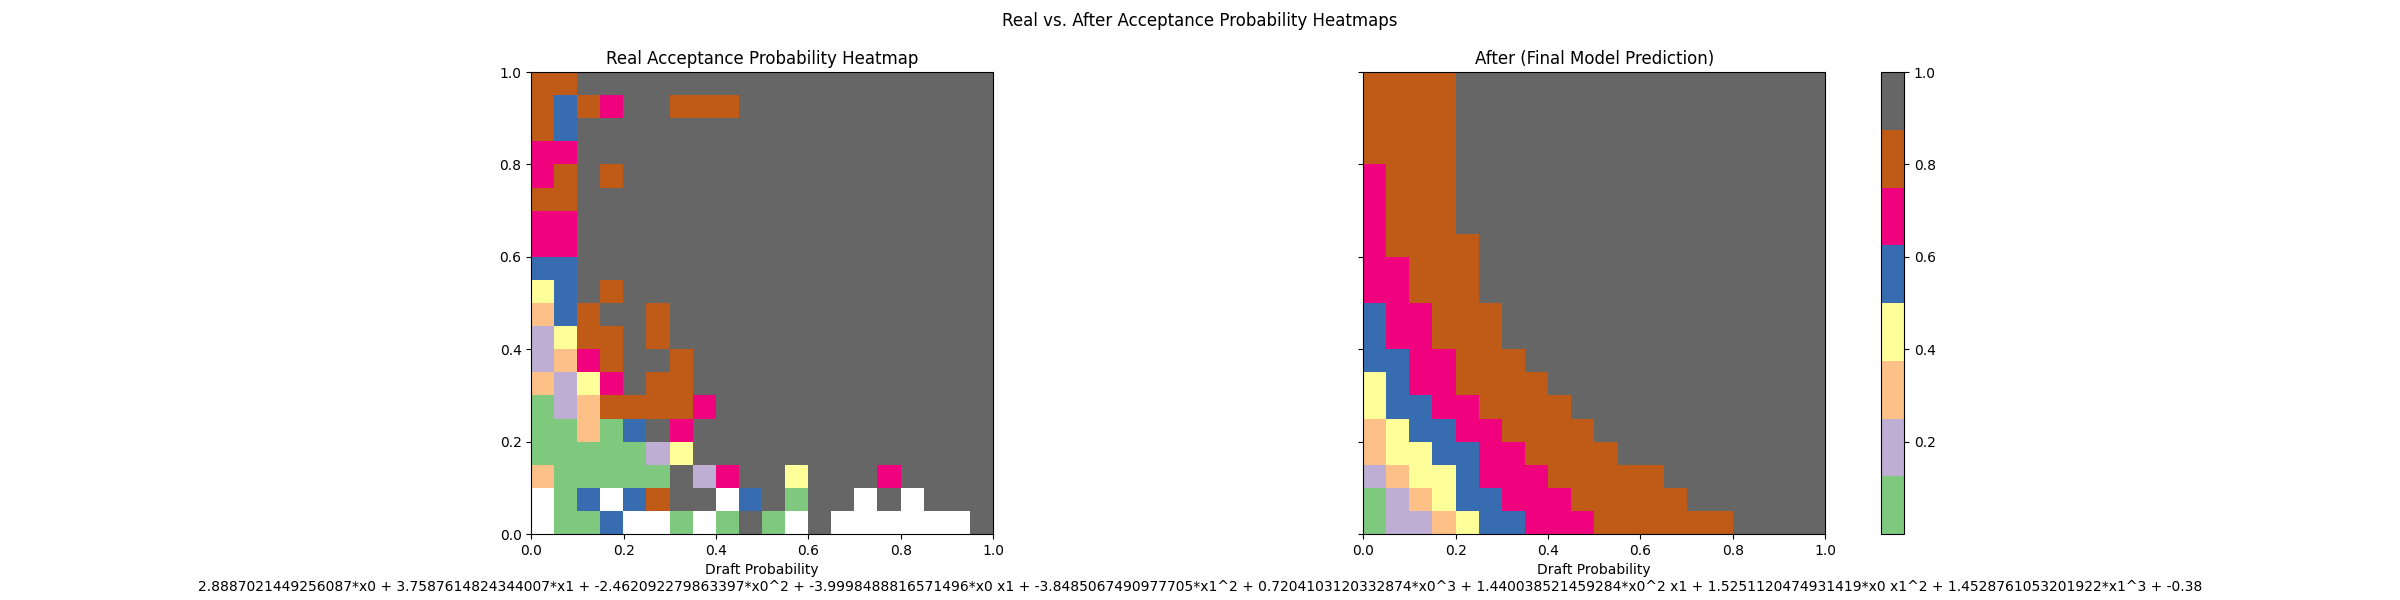 Real vs. After Acceptance Probability Heatmaps
Real Acceptance Probability Heatmap
After (Final Model Prediction)
1.0
0.8
0.6
0.4
0.2
0.0
0.0 0.2 0.4 0.6 0.8 1.0
Draft Probability
0.0 0.2 0.4 0.6 0.8 1.0
Draft Probability
1.0
0.8
0.6
0.4
0.2
2.8887021449256087*x0 + 3.7587614824344007*x1 + -2.462092279863397*x0^2 + -3.9998488816571496*x0 x1 + -3.8485067490977705*x1^2 + 0.7204103120332874*x0^3 + 1.440038521459284*x0^2 x1 + 1.5251120474931419*x0 x1^2 + 1.4528761053201922*x1^3 + -0.38